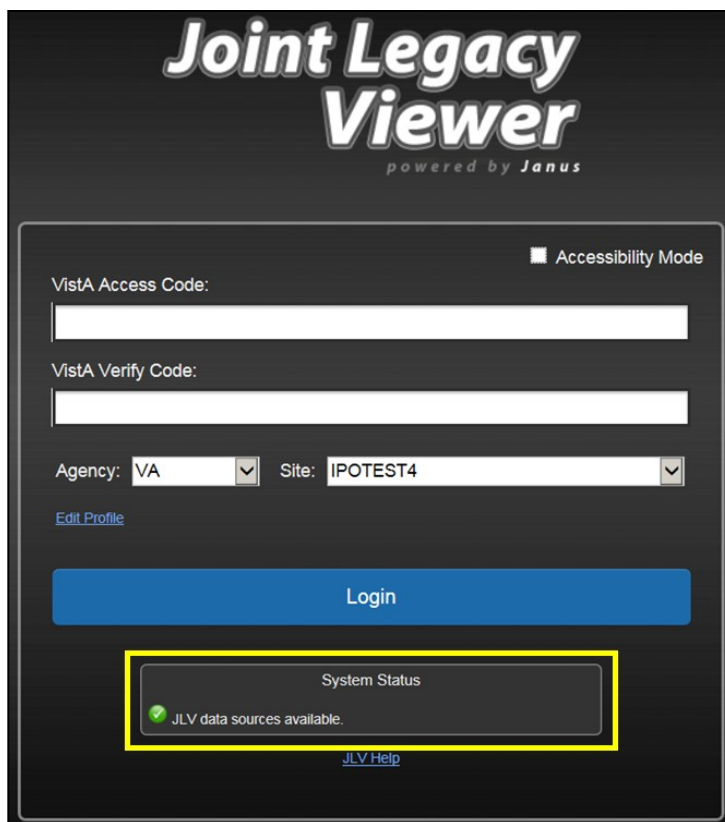 Joint Legacy
Viewer
powered by Janus
Accessibility Mode
VistA Access Code:
VistA Verify Code:
Agency: VA Site: IPOTEST4
Edit Profile
Login
System Status
JLV data sources available.
JLV Help